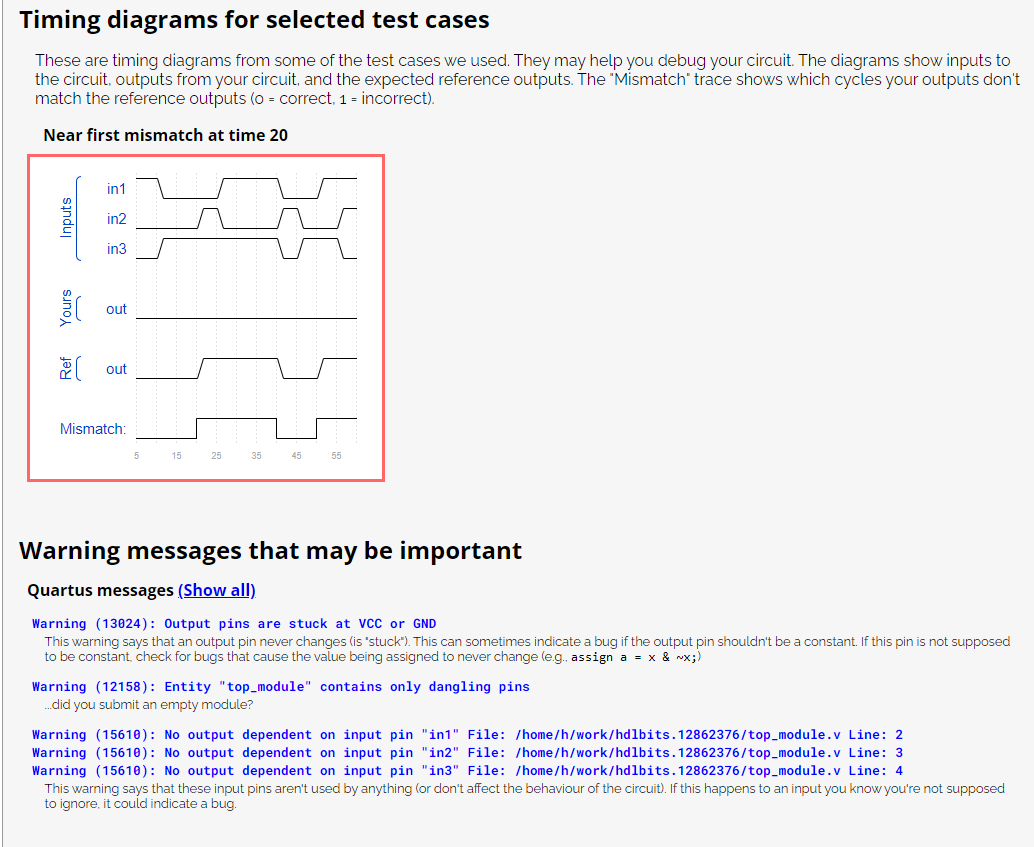 Timing diagrams for selected test cases
These are timing diagrams from some of the test cases we used. They may help you debug your circuit. The diagrams show inputs to
the circuit, outputs from your circuit, and the expected reference outputs. The "Mismatch" trace shows which cycles your outputs don't
match the reference outputs (0 = correct, 1 = incorrect).
Near first mismatch at time 20
Inputs
in1
in2
in3
Yours
out
Ref
out
Mismatch:
5 15 25 35 45 55
Warning messages that may be important
Quartus messages (Show all)
Warning (13024): Output pins are stuck at VCC or GND
This warning says that an output pin never changes (is "stuck"). This can sometimes indicate a bug if the output pin shouldn't be a constant. If this pin is not supposed
to be constant, check for bugs that cause the value being assigned to never change (e.g., assign a = x & ~x;)
Warning (12158): Entity "top_module" contains only dangling pins
...did you submit an empty module?
Warning (15610): No output dependent on input pin "in1" File: /home/h/work/hdlbits.12862376/top_module.v Line: 2
Warning (15610): No output dependent on input pin "in2" File: /home/h/work/hdlbits.12862376/top_module.v Line: 3
Warning (15610): No output dependent on input pin "in3" File: /home/h/work/hdlbits.12862376/top_module.v Line: 4
This warning says that these input pins aren't used by anything (or don't affect the behaviour of the circuit). If this happens to an input you know you're not supposed
to ignore, it could indicate a bug.